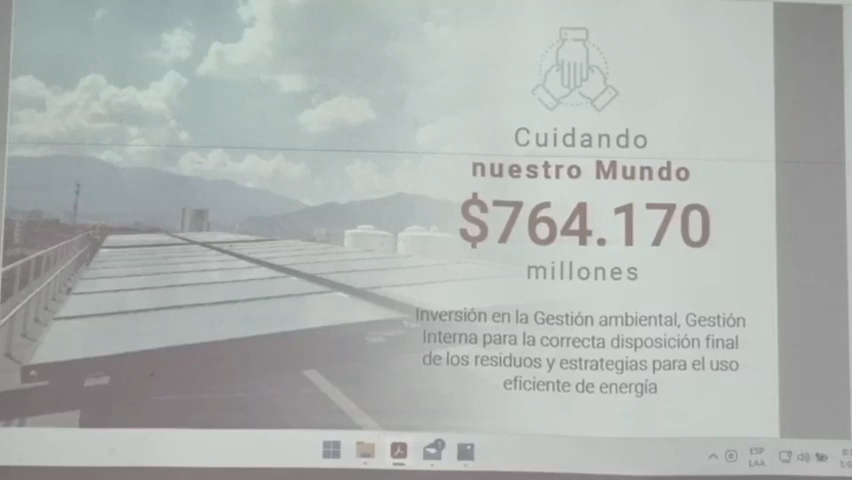 Cuidando
nuestro Mundo
$764.170
millones
Inversión en la Gestión ambiental, Gestión
Interna para la correcta disposición final
de los residuos y estrategias para el uso
eficiente de energía
ESP
LAA